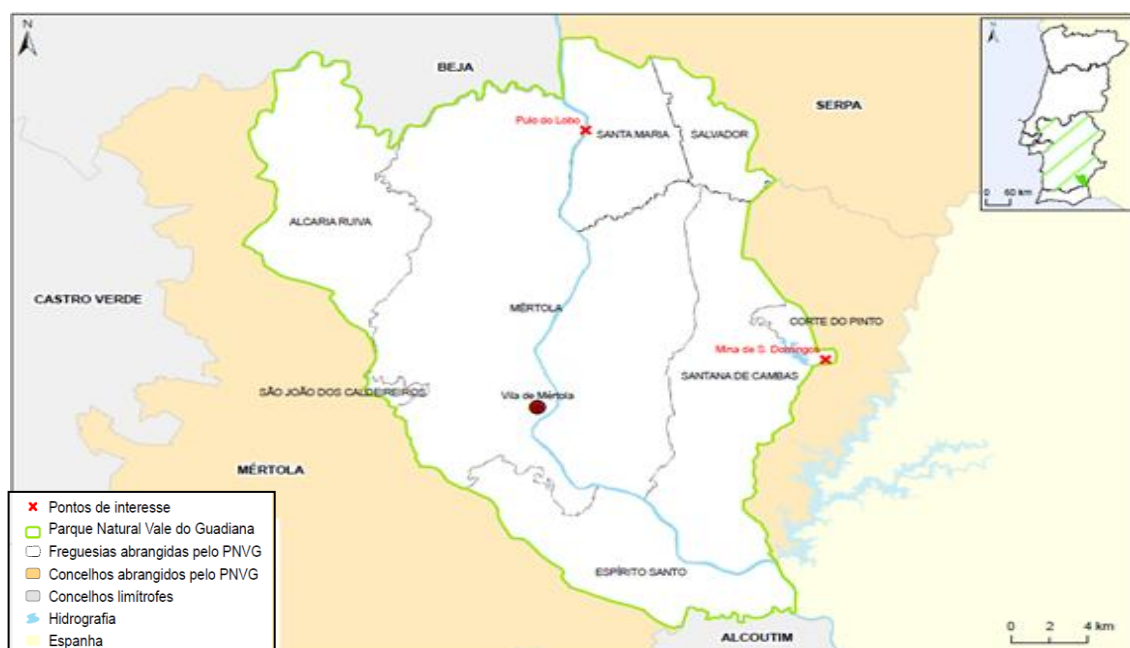 N
N
BEJA
SERPA
Pulo do Lobo
SANTA MARIA
SALVADOR
0 60 km
ALCARIA RUIVA
CASTRO VERDE
MÉRTOLA
CORTE DO PINTO
Mina de S. Domingos
SANTANA DE CAMBAS
SÃO JOÃO DOS CALDEIREIROS
Vila de Mértola
MÉRTOLA
ESPÍRITO SANTO
ALCOUTIM
Pontos de interesse
Parque Natural Vale do Guadiana
Freguesias abrangidas pelo PNVG
Concelhos abrangidos pelo PNVG
Concelhos limítrofes
Hidrografia
Espanha
0 2 4 km